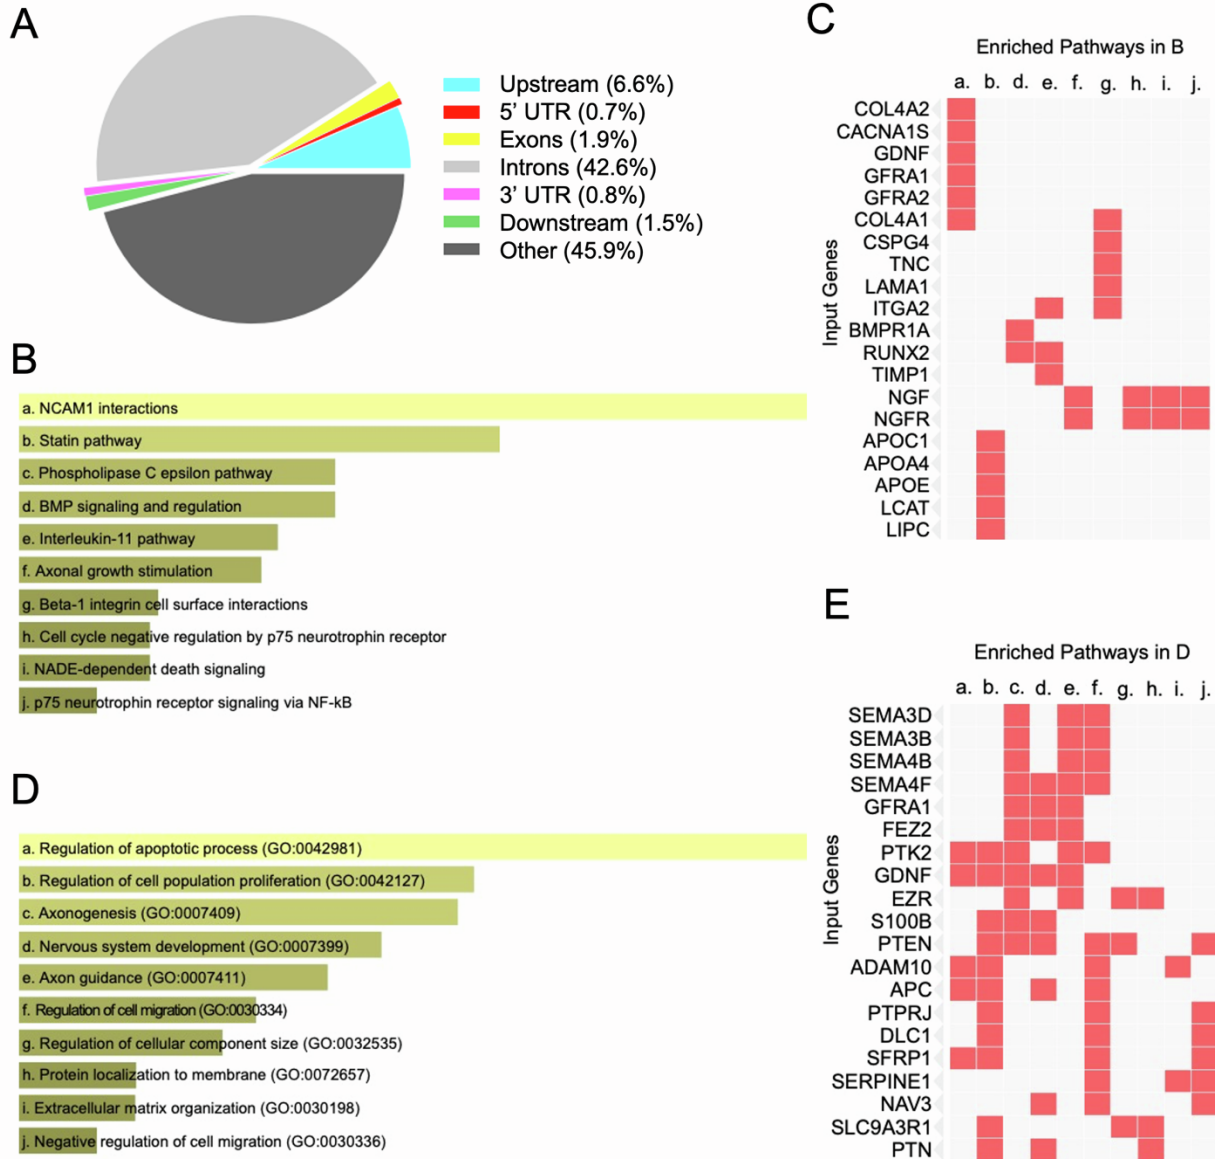 A
Upstream (6.6%)
5' UTR (0.7%)
Exons (1.9%)
Introns (42.6%)
3' UTR (0.8%)
Downstream (1.5%)
Other (45.9%)
B
a. NCAM1 interactions
b. Statin pathway
c. Phospholipase C epsilon pathway
d. BMP signaling and regulation
e. Interleukin-11 pathway
f. Axonal growth stimulation
g. Beta-1 integrin cell surface interactions
h. Cell cycle negative regulation by p75 neurotrophin receptor
i. NADE-dependent death signaling
j. p75 neurotrophin receptor signaling via NF-kB
C
Enriched Pathways in B
a. b. d. e. f. g. h. i. j.
Input Genes
COL4A2
CACNA1S
GDNF
GFRA1
GFRA2
COL4A1
CSPG4
TNC
LAMA1
ITGA2
BMPR1A
RUNX2
TIMP1
NGF
NGFR
APOC1
APOA4
APOE
LCAT
LIPC
D
a. Regulation of apoptotic process (GO:0042981)
b. Regulation of cell population proliferation (GO:0042127)
c. Axonogenesis (GO:0007409)
d. Nervous system development (GO:0007399)
e. Axon guidance (GO:0007411)
f. Regulation of cell migration (GO:0030334)
g. Regulation of cellular component size (GO:0032535)
h. Protein localization to membrane (GO:0072657)
i. Extracellular matrix organization (GO:0030198)
j. Negative regulation of cell migration (GO:0030336)
E
Enriched Pathways in D
a. b. c. d. e. f. g. h. i. j.
Input Genes
SEMA3D
SEMA3B
SEMA4B
SEMA4F
GFRA1
FEZ2
PTK2
GDNF
EZR
S100B
PTEN
ADAM10
APC
PTPRJ
DLC1
SFRP1
SERPINE1
NAV3
SLC9A3R1
PTN